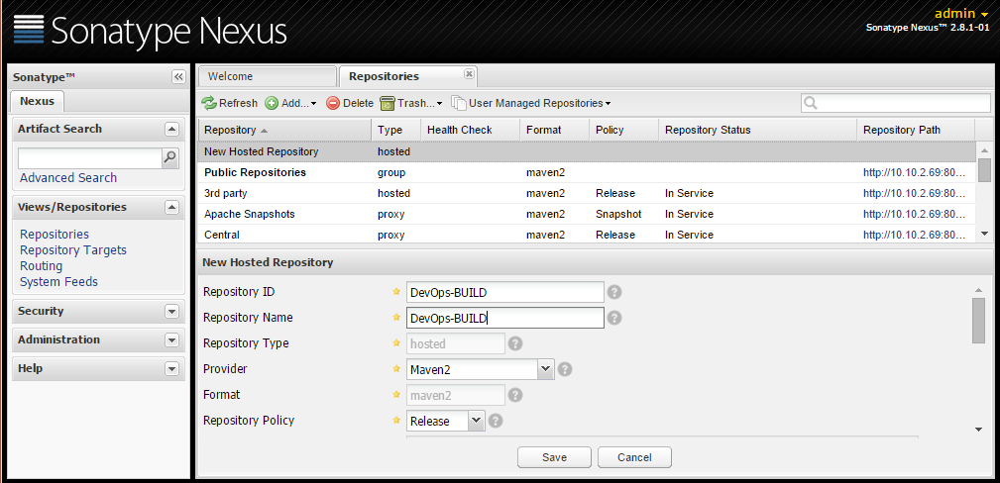 admin
Sonatype Nexus
Sonatype Nexus™ 2.8.1-01
Sonatype™
Nexus
Artifact Search
Advanced Search
Views/Repositories
Repositories
Repository Targets
Routing
System Feeds
Security
Administration
Help
Welcome Repositories
Refresh Add... Delete Trash... User Managed Repositories
Repository Type Health Check Format Policy Repository Status Repository Path
New Hosted Repository hosted
Public Repositories group maven2 http://10.10.2.69:80...
3rd party hosted maven2 Release In Service http://10.10.2.69:80...
Apache Snapshots proxy maven2 Snapshot In Service http://10.10.2.69:80...
Central proxy maven2 Release In Service http://10.10.2.69:80...
New Hosted Repository
Repository ID DevOps-BUILD ?
Repository Name DevOps-BUILD ?
Repository Type hosted ?
Provider Maven2 ?
Format maven2 ?
Repository Policy Release ?
Save Cancel